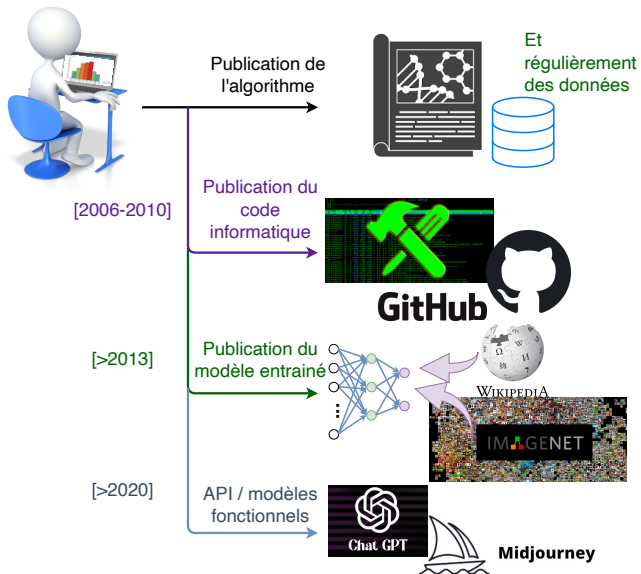 Publication de
l'algorithme
Et
régulièrement
des données
[2006-2010]
Publication du
code
informatique
GitHub
[>2013]
Publication du
modèle entrainé
WIKIPEDIA
IMAGENET
[>2020]
API / modèles
fonctionnels
Chat GPT
Midjourney